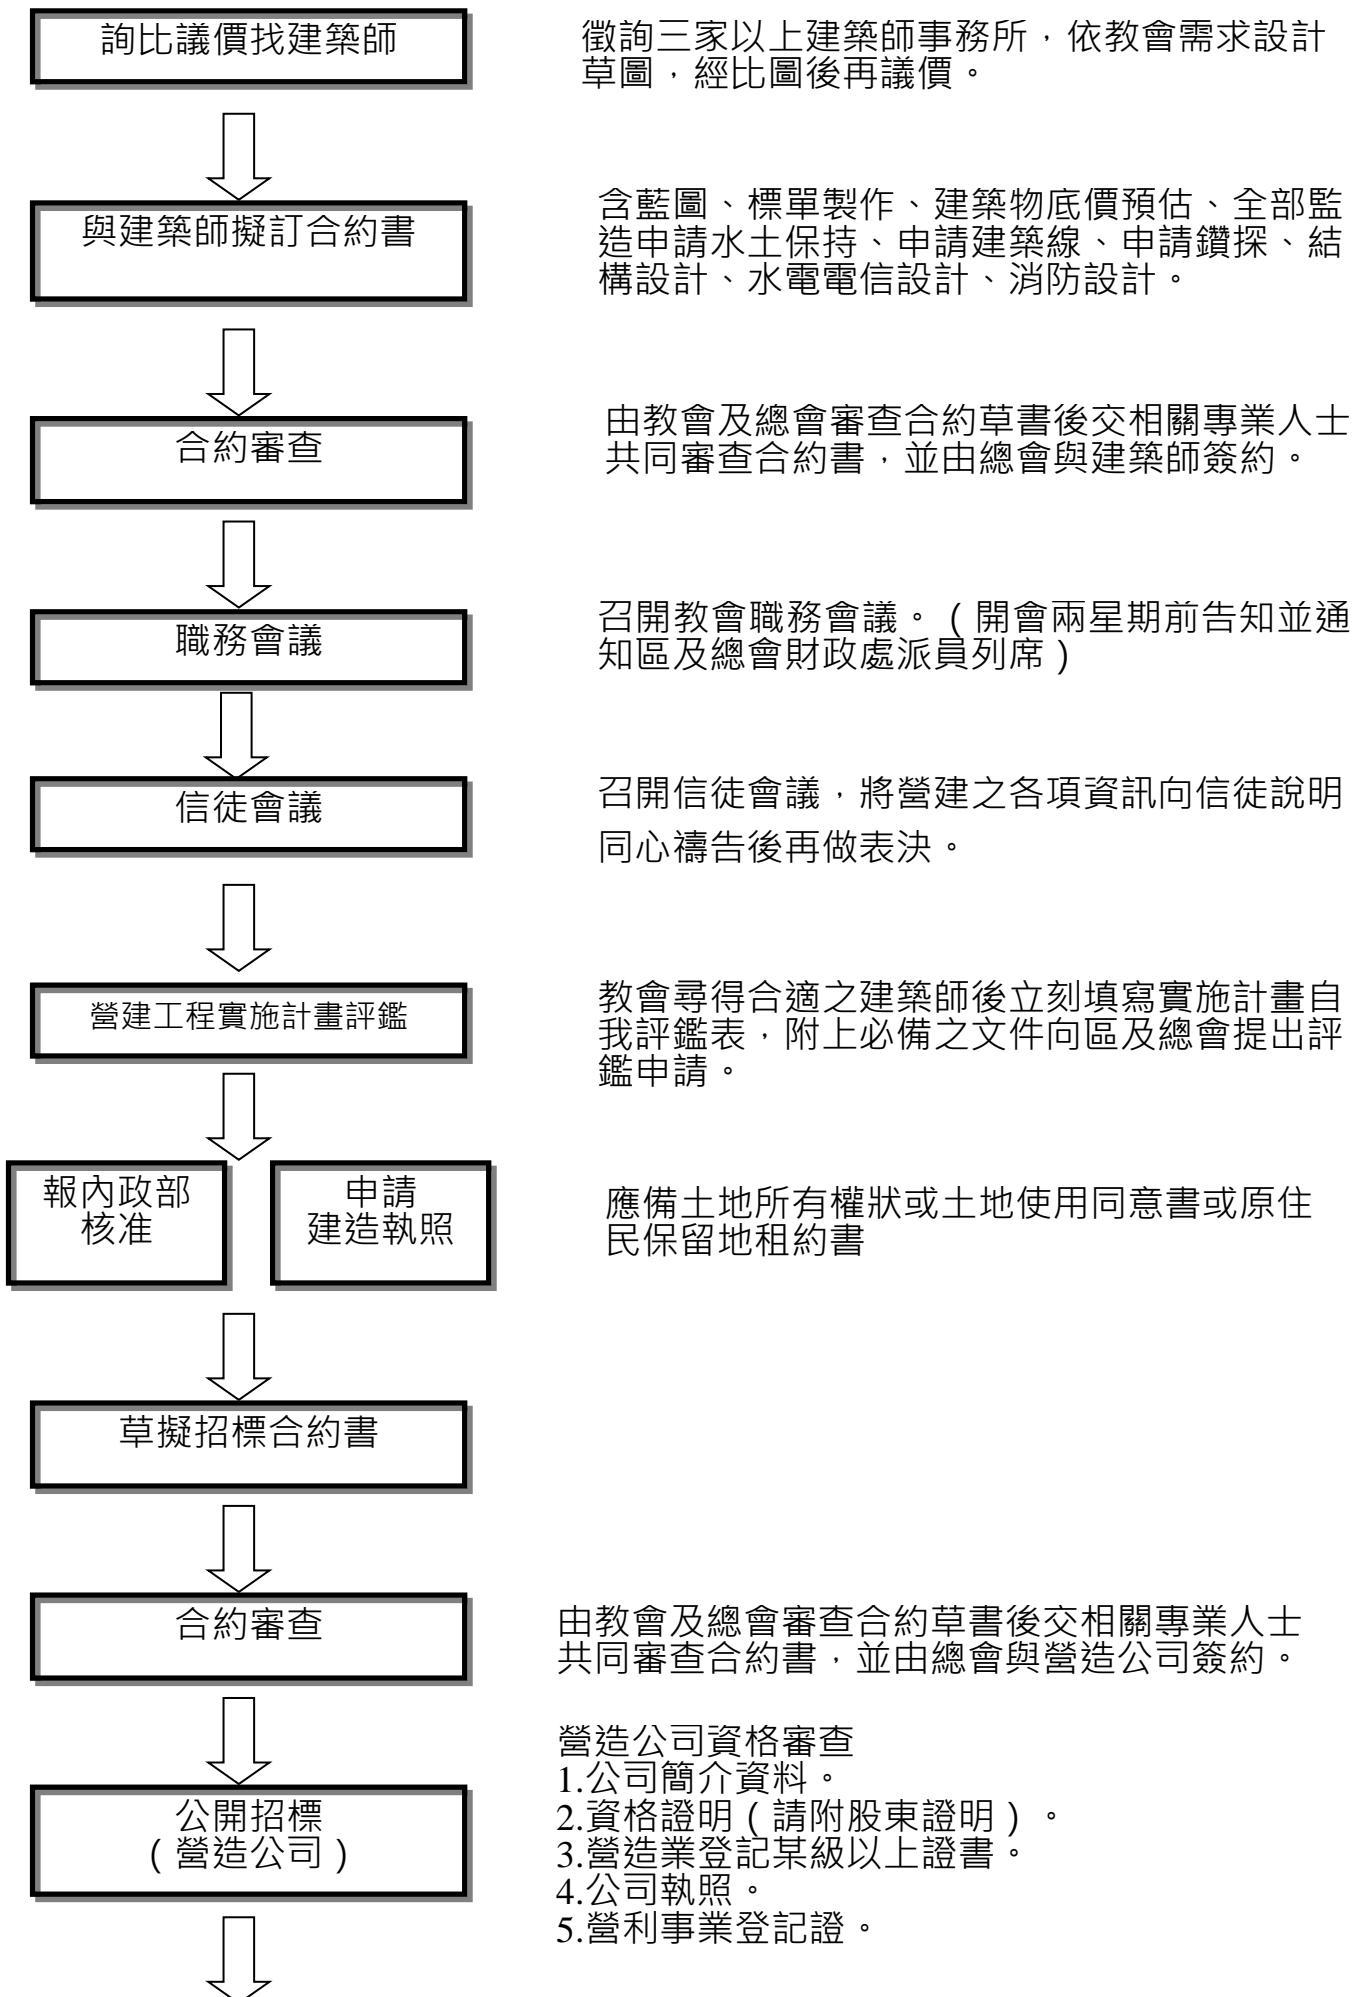 詢比議價找建築師
徵詢三家以上建築師事務所，依教會需求設計
草圖，經比圖後再議價。
與建築師擬訂合約書
含藍圖、標單製作、建築物底價預估、全部監
造申請水土保持、申請建築線、申請鑽探、結
構設計、水電電信設計、消防設計。
合約審查
由教會及總會審查合約草書後交相關專業人士
共同審查合約書，並由總會與建築師簽約。
職務會議
召開教會職務會議。（開會兩星期前告知並通
知區及總會財政處派員列席）
信徒會議
召開信徒會議，將營建之各項資訊向信徒說明
同心禱告後再做表決。
營建工程實施計畫評鑑
教會尋得合適之建築師後立刻填寫實施計畫自
我評鑑表，附上必備之文件向區及總會提出評
鑑申請。
報內政部
核准
申請
建造執照
應備土地所有權狀或土地使用同意書或原住
民保留地租約書
草擬招標合約書
合約審查
由教會及總會審查合約草書後交相關專業人士
共同審查合約書，並由總會與營造公司簽約。
公開招標
（營造公司）
營造公司資格審查
1.公司簡介資料。
2.資格證明（請附股東證明）。
3.營造業登記某級以上證書。
4.公司執照。
5.營利事業登記證。